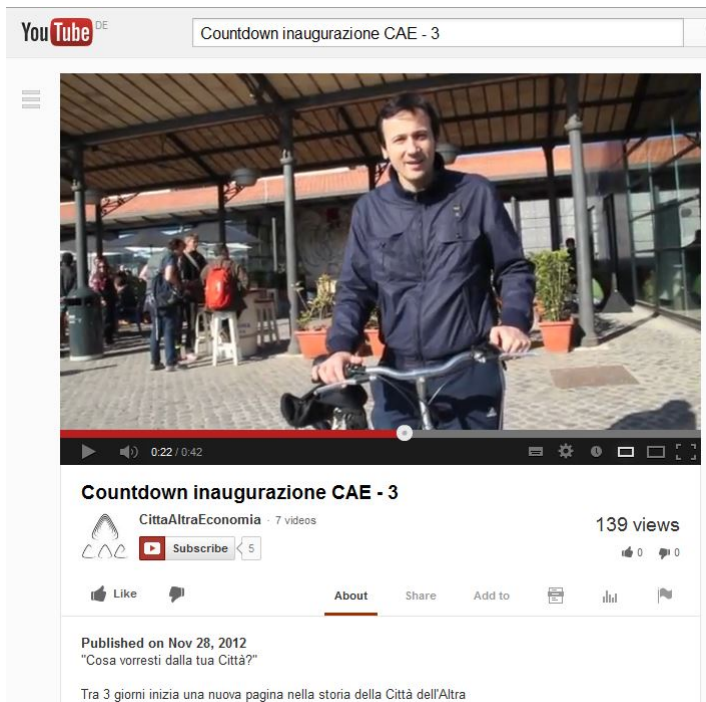 YouTube DE
Countdown inaugurazione CAE - 3
0:22 / 0:42
Countdown inaugurazione CAE - 3
CittaAltraEconomia · 7 videos
139 views
CAE
Subscribe 5
0 0
Like
About Share Add to
Published on Nov 28, 2012
"Cosa vorresti dalla tua Città?"
Tra 3 giorni inizia una nuova pagina nella storia della Città dell'Altra